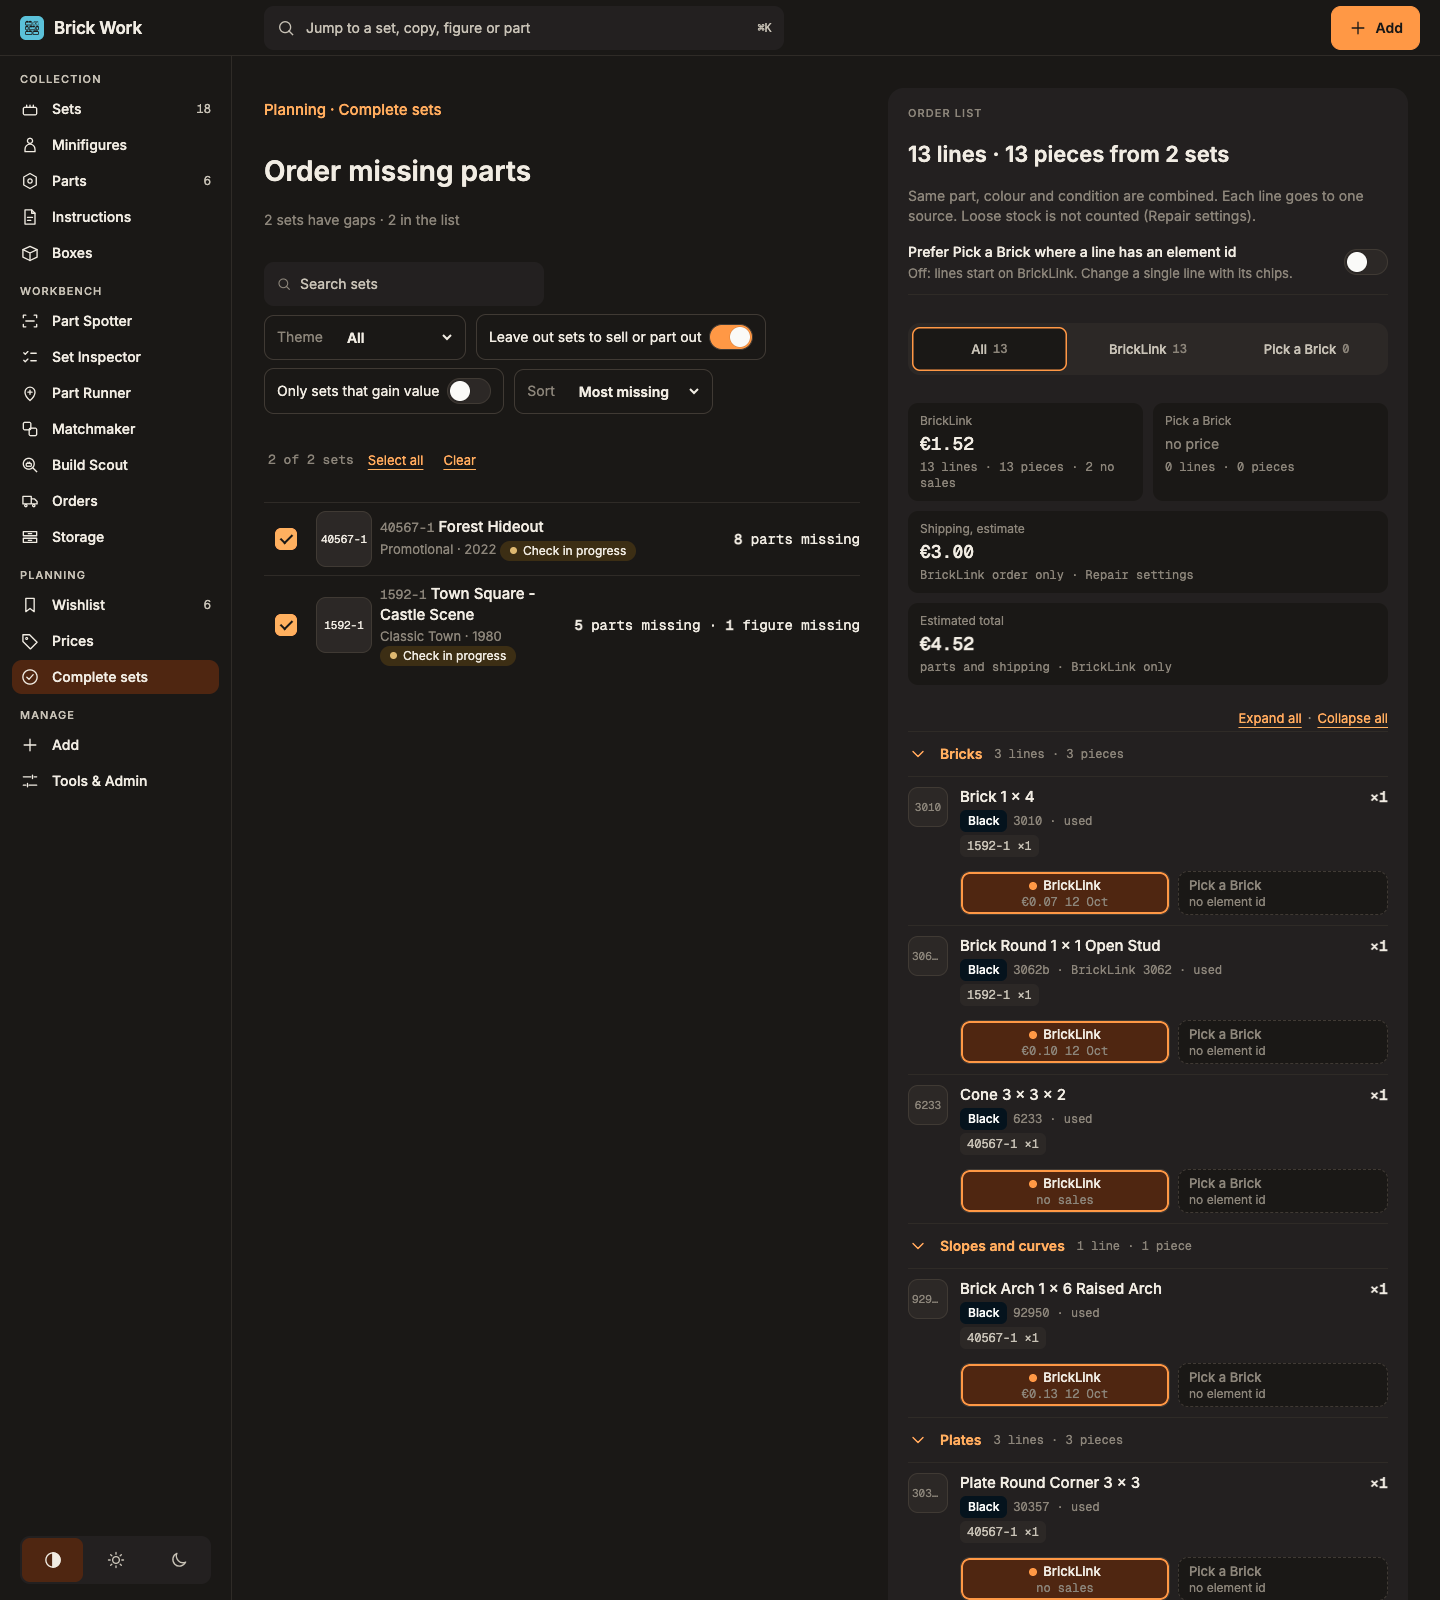 Brick Work
Jump to a set, copy, figure or part
⌘K
Add
COLLECTION
Sets 18
Minifigures
Parts 6
Instructions
Boxes
WORKBENCH
Part Spotter
Set Inspector
Part Runner
Matchmaker
Build Scout
Orders
Storage
PLANNING
Wishlist 6
Prices
Complete sets
MANAGE
Add
Tools & Admin
Planning · Complete sets
Order missing parts
2 sets have gaps · 2 in the list
Search sets
Theme All
Leave out sets to sell or part out
Only sets that gain value
Sort Most missing
2 of 2 sets Select all Clear
40567-1
40567-1 Forest Hideout
Promotional · 2022 Check in progress
8 parts missing
1592-1
1592-1 Town Square -
Castle Scene
Classic Town · 1980
Check in progress
5 parts missing · 1 figure missing
ORDER LIST
13 lines · 13 pieces from 2 sets
Same part, colour and condition are combined. Each line goes to one
source. Loose stock is not counted (Repair settings).
Prefer Pick a Brick where a line has an element id
Off: lines start on BrickLink. Change a single line with its chips.
All 13
BrickLink 13
Pick a Brick 0
BrickLink
€1.52
13 lines · 13 pieces · 2 no
sales
Pick a Brick
no price
0 lines · 0 pieces
Shipping, estimate
€3.00
BrickLink order only · Repair settings
Estimated total
€4.52
parts and shipping · BrickLink only
Expand all · Collapse all
Bricks 3 lines · 3 pieces
3010
Brick 1 × 4 ×1
Black 3010 · used
1592-1 ×1
BrickLink
€0.07 12 Oct
Pick a Brick
no element id
306…
Brick Round 1 × 1 Open Stud ×1
Black 3062b · BrickLink 3062 · used
1592-1 ×1
BrickLink
€0.10 12 Oct
Pick a Brick
no element id
6233
Cone 3 × 3 × 2 ×1
Black 6233 · used
40567-1 ×1
BrickLink
no sales
Pick a Brick
no element id
Slopes and curves 1 line · 1 piece
929…
Brick Arch 1 × 6 Raised Arch ×1
Black 92950 · used
40567-1 ×1
BrickLink
€0.13 12 Oct
Pick a Brick
no element id
Plates 3 lines · 3 pieces
303…
Plate Round Corner 3 × 3 ×1
Black 30357 · used
40567-1 ×1
BrickLink
no sales
Pick a Brick
no element id